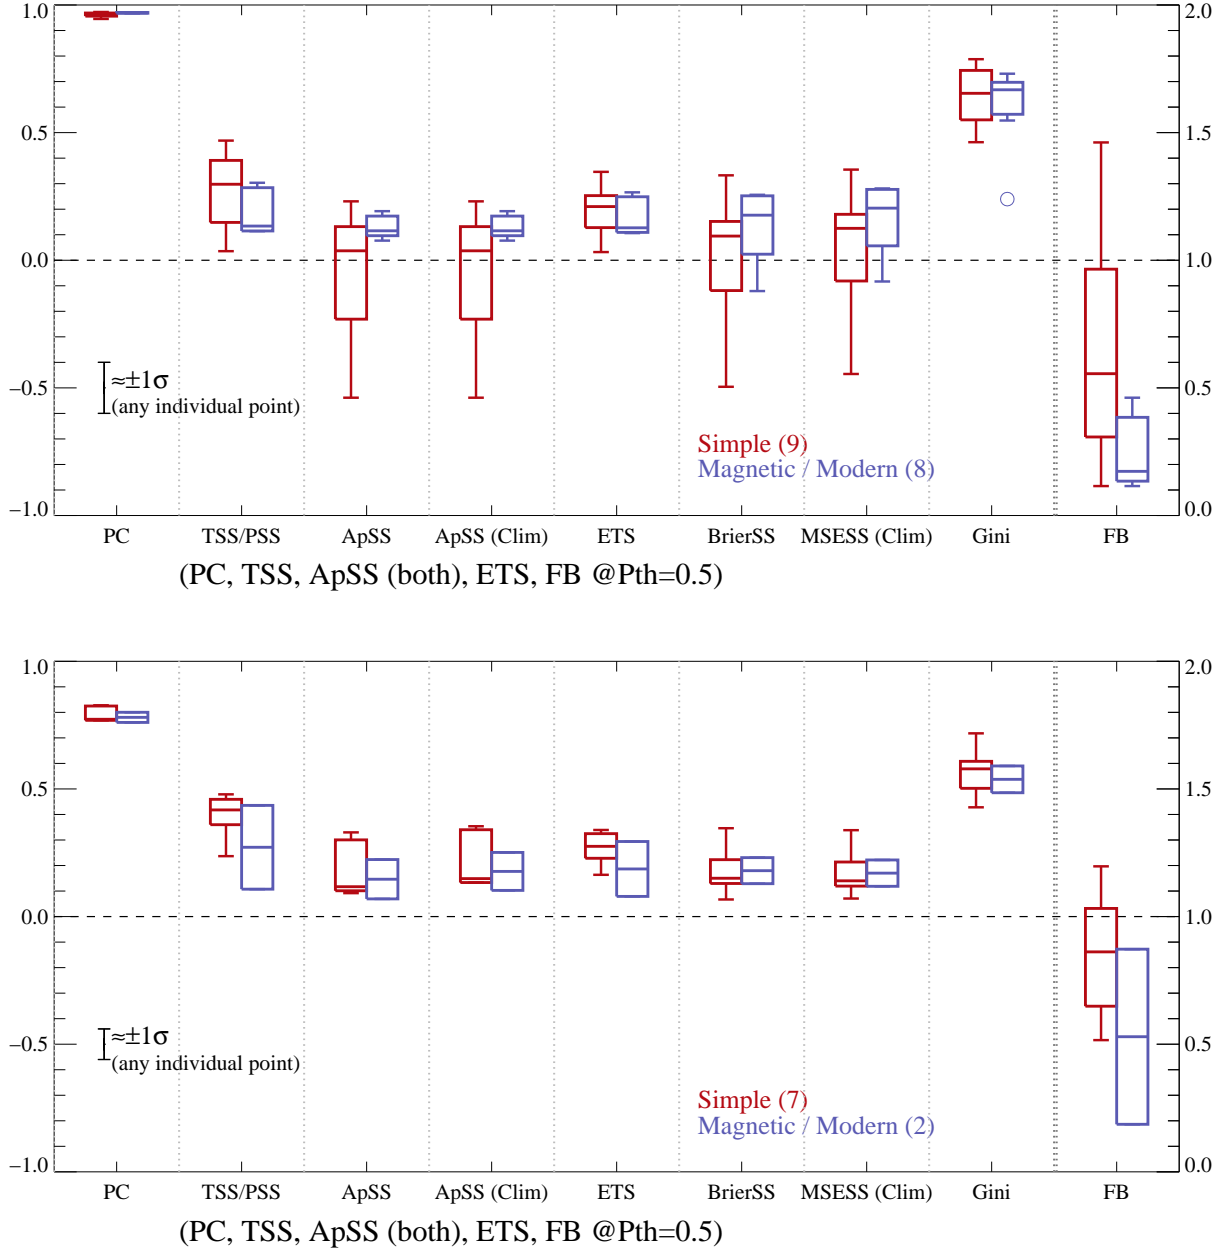 1.0
2.0
0.5
1.5
0.0
1.0
≈±1σ
(any individual point)
−0.5
0.5
Simple (9)
Magnetic / Modern (8)
−1.0
0.0
PC TSS/PSS ApSS ApSS (Clim) ETS BrierSS MSESS (Clim) Gini FB
(PC, TSS, ApSS (both), ETS, FB @Pth=0.5)
1.0
2.0
0.5
1.5
0.0
1.0
≈±1σ
(any individual point)
−0.5
0.5
Simple (7)
Magnetic / Modern (2)
−1.0
0.0
PC TSS/PSS ApSS ApSS (Clim) ETS BrierSS MSESS (Clim) Gini FB
(PC, TSS, ApSS (both), ETS, FB @Pth=0.5)